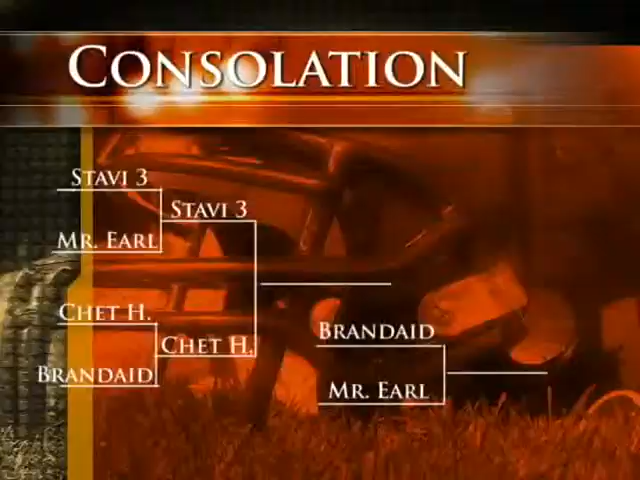 CONSOLATION
STAVI 3
STAVI 3
MR. EARL
CHET H.
CHET H.
BRANDAID
BRANDAID
MR. EARL